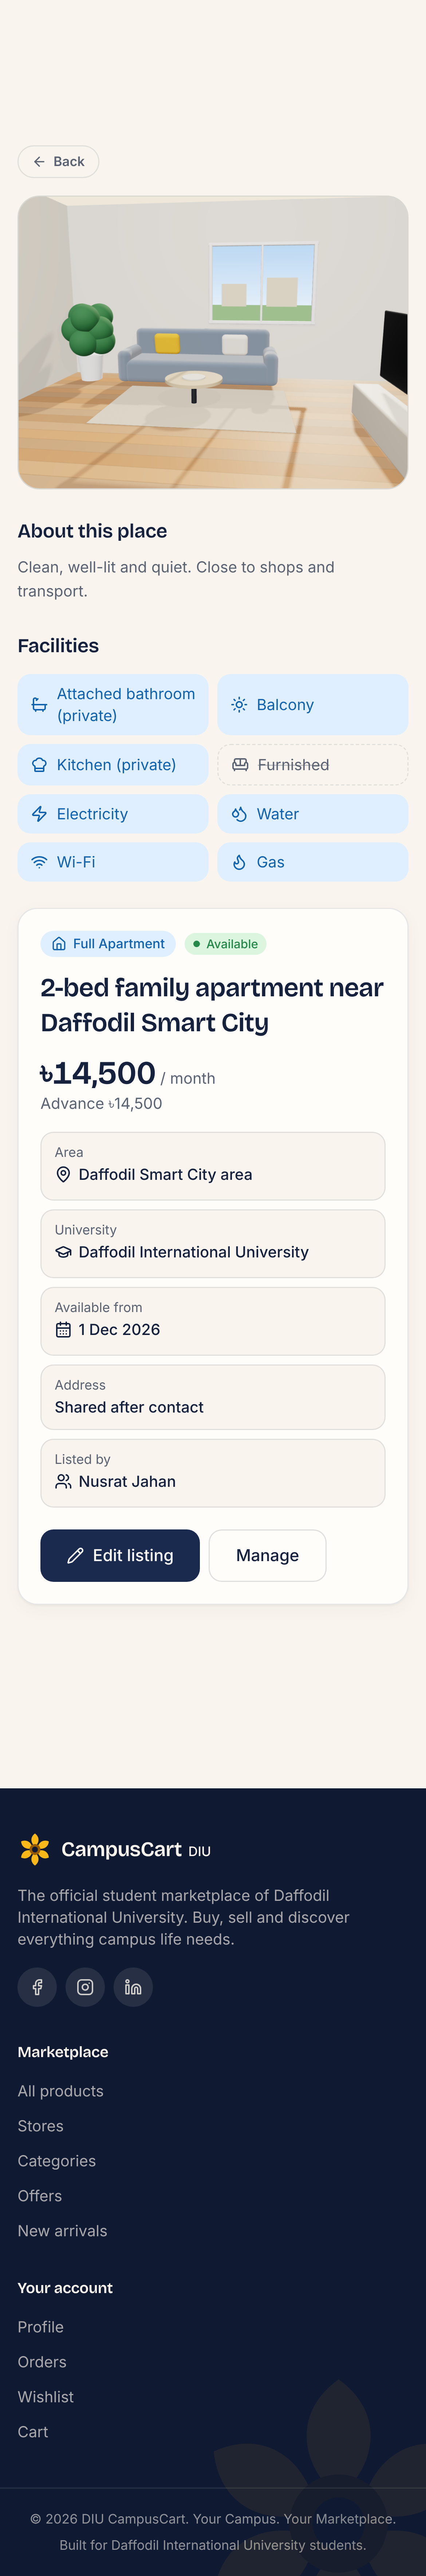 Back
About this place
Clean, well-lit and quiet. Close to shops and
transport.
Facilities
Attached bathroom
(private)
Balcony
Kitchen (private)
Furnished
Electricity
Water
Wi-Fi
Gas
Full Apartment
Available
2-bed family apartment near
Daffodil Smart City
৳14,500 / month
Advance ৳14,500
Area
Daffodil Smart City area
University
Daffodil International University
Available from
1 Dec 2026
Address
Shared after contact
Listed by
Nusrat Jahan
Edit listing
Manage
CampusCart DIU
The official student marketplace of Daffodil
International University. Buy, sell and discover
everything campus life needs.
Marketplace
All products
Stores
Categories
Offers
New arrivals
Your account
Profile
Orders
Wishlist
Cart
© 2026 DIU CampusCart. Your Campus. Your Marketplace.
Built for Daffodil International University students.